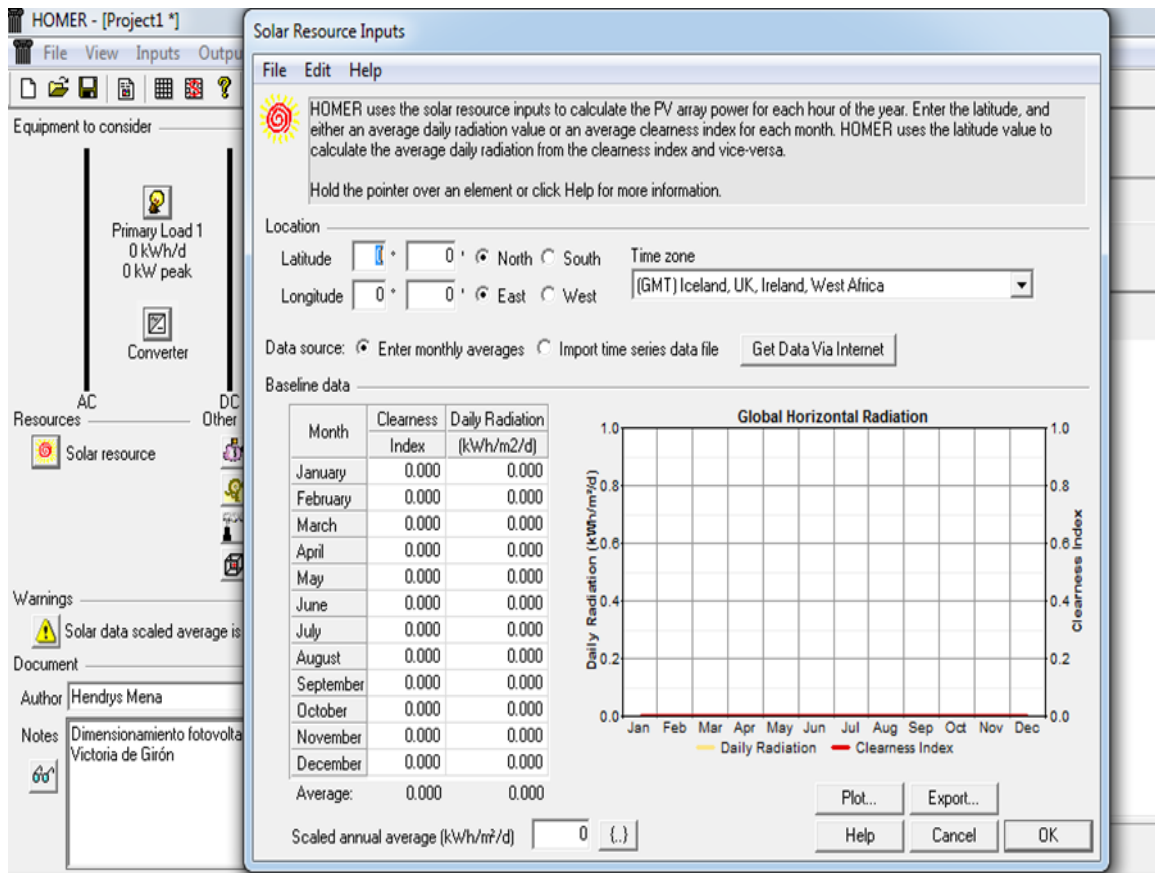 HOMER - [Project1 *]
File View Inputs Outpu
Equipment to consider
Primary Load 1
0 kWh/d
0 kW peak
Converter
AC DC
Resources Other
Solar resource
Warnings
Solar data scaled average is
Document
Author Hendrys Mena
Notes Dimensionamiento fotovolta
Victoria de Girón
Solar Resource Inputs
File Edit Help
HOMER uses the solar resource inputs to calculate the PV array power for each hour of the year. Enter the latitude, and
either an average daily radiation value or an average clearness index for each month. HOMER uses the latitude value to
calculate the average daily radiation from the clearness index and vice-versa.
Hold the pointer over an element or click Help for more information.
Location
Latitude 0 ° 0 ' North South Time zone
Longitude 0 ° 0 ' East West (GMT) Iceland, UK, Ireland, West Africa
Data source: Enter monthly averages Import time series data file Get Data Via Internet
Baseline data
Month Clearness Index Daily Radiation (kWh/m2/d)
January 0.000 0.000
February 0.000 0.000
March 0.000 0.000
April 0.000 0.000
May 0.000 0.000
June 0.000 0.000
July 0.000 0.000
August 0.000 0.000
September 0.000 0.000
October 0.000 0.000
November 0.000 0.000
December 0.000 0.000
Average: 0.000 0.000
Scaled annual average (kWh/m²/d) 0 {..}
Global Horizontal Radiation
Daily Radiation (kWh/m²/d)
1.0 1.0
0.8 0.8
0.6 0.6
0.4 0.4
0.2 0.2
0.0 0.0
Clearness Index
Jan Feb Mar Apr May Jun Jul Aug Sep Oct Nov Dec
Daily Radiation Clearness Index
Plot... Export...
Help Cancel OK